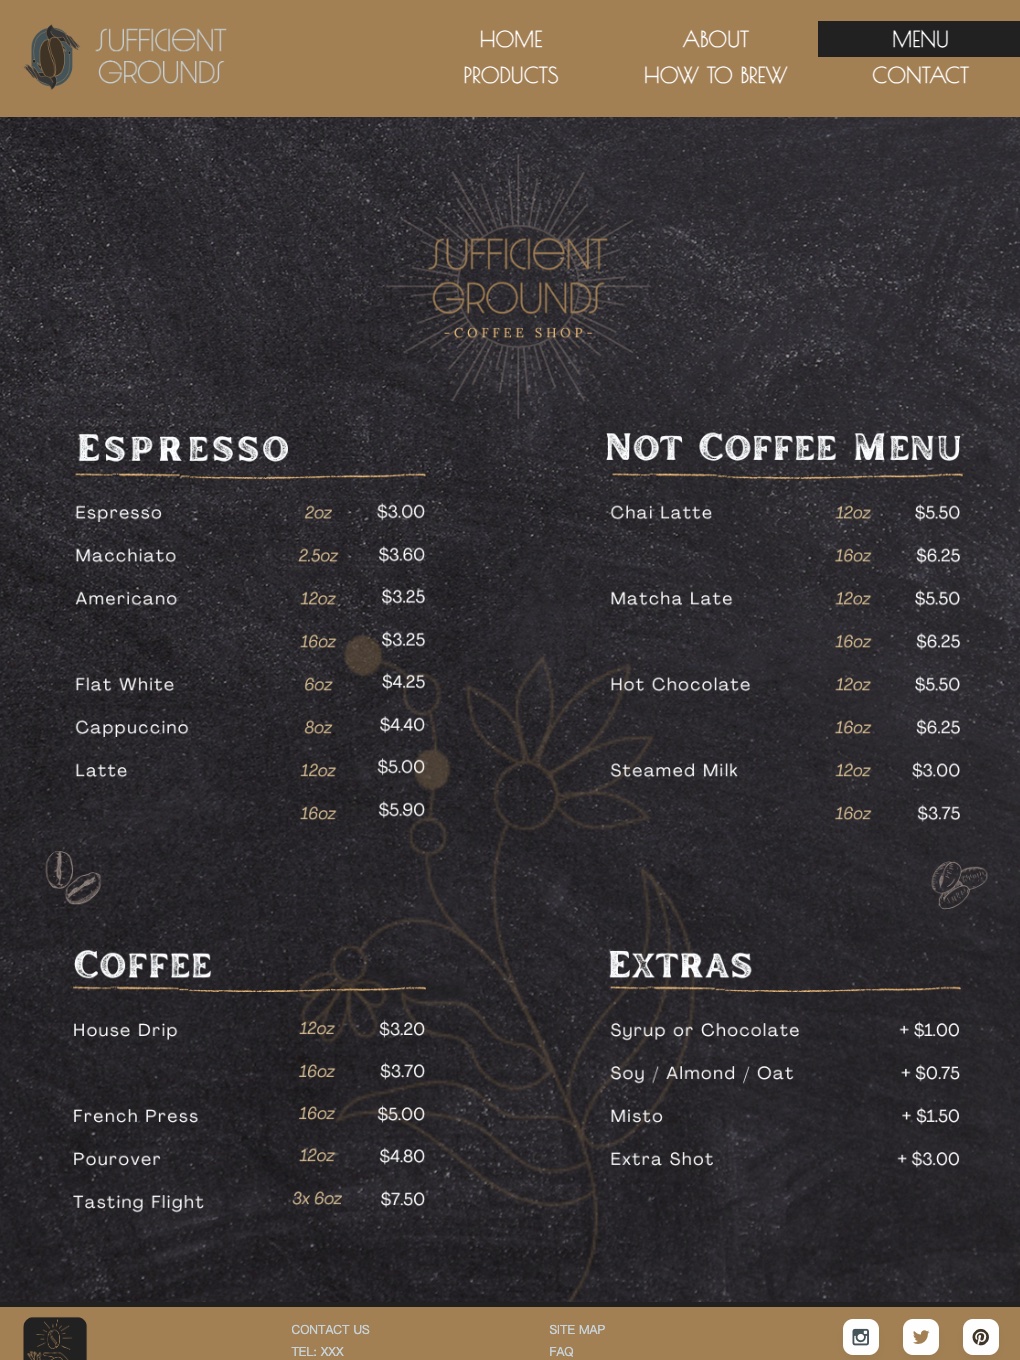 SUFFICIENT
GROUNDS
HOME ABOUT MENU
PRODUCTS HOW TO BREW CONTACT
SUFFICIENT
GROUNDS
-COFFEE SHOP-
ESPRESSO
Espresso 2oz $3.00
Macchiato 2.5oz $3.60
Americano 12oz $3.25
16oz $3.25
Flat White 6oz $4.25
Cappuccino 8oz $4.40
Latte 12oz $5.00
16oz $5.90
NOT COFFEE MENU
Chai Latte 12oz $5.50
16oz $6.25
Matcha Late 12oz $5.50
16oz $6.25
Hot Chocolate 12oz $5.50
16oz $6.25
Steamed Milk 12oz $3.00
16oz $3.75
COFFEE
House Drip 12oz $3.20
16oz $3.70
French Press 16oz $5.00
Pourover 12oz $4.80
Tasting Flight 3x 6oz $7.50
EXTRAS
Syrup or Chocolate + $1.00
Soy / Almond / Oat + $0.75
Misto + $1.50
Extra Shot + $3.00
CONTACT US
TEL: XXX
SITE MAP
FAQ